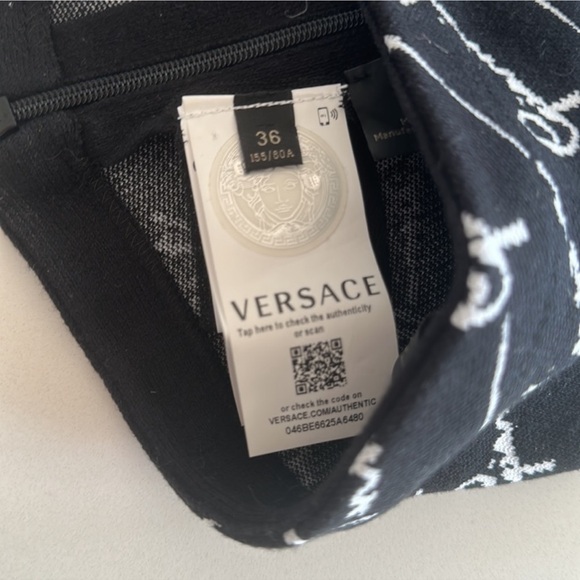 36
155/80A
VERSACE
Tap here to check the authenticity
or scan
or check the code on
VERSACE.COM/AUTHENTIC
046BE6625A6480